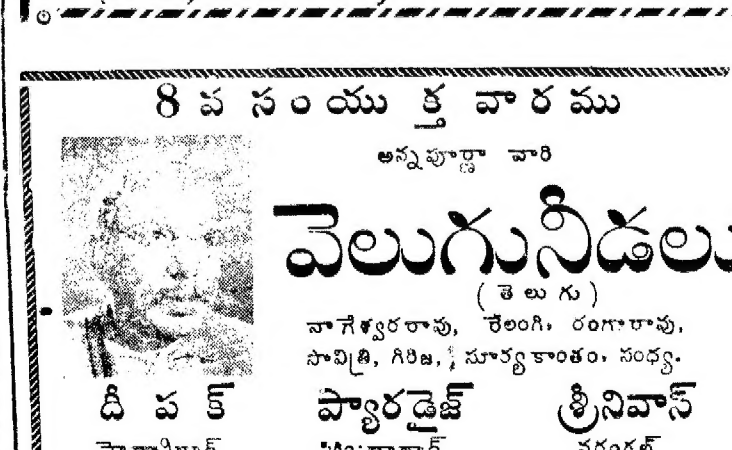 8 వ సంయుక్త వారము
అన్నపూర్ణా వారి
వెలుగునీడలు
( తెలుగు )
నాగేశ్వరరావు, రేలంగి, రంగారావు,
సావిత్రి, గిరిజ, సూర్యకాంతం, సంధ్య.
దీపక్ ప్యారడైజ్ శ్రీనివాస్